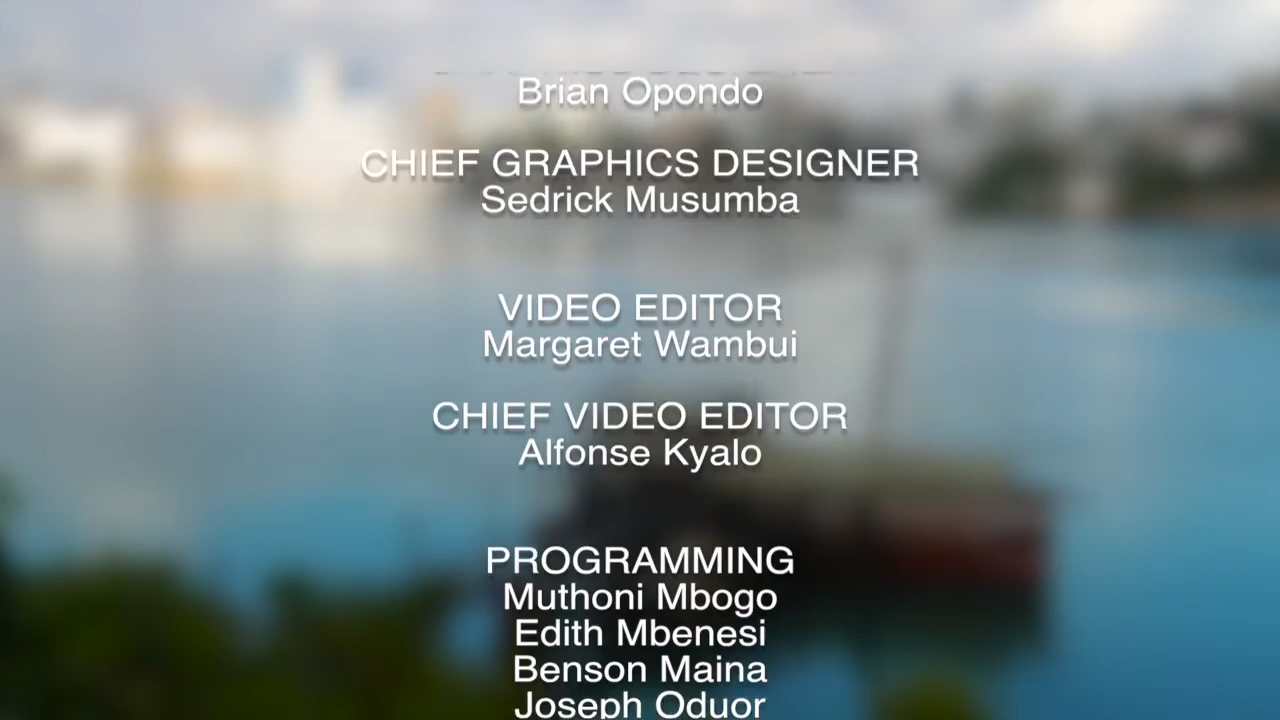 Brian Opondo
CHIEF GRAPHICS DESIGNER
Sedrick Musumba
VIDEO EDITOR
Margaret Wambui
CHIEF VIDEO EDITOR
Alfonse Kyalo
PROGRAMMING
Muthoni Mbogo
Edith Mbenesi
Benson Maina
Joseph Oduor